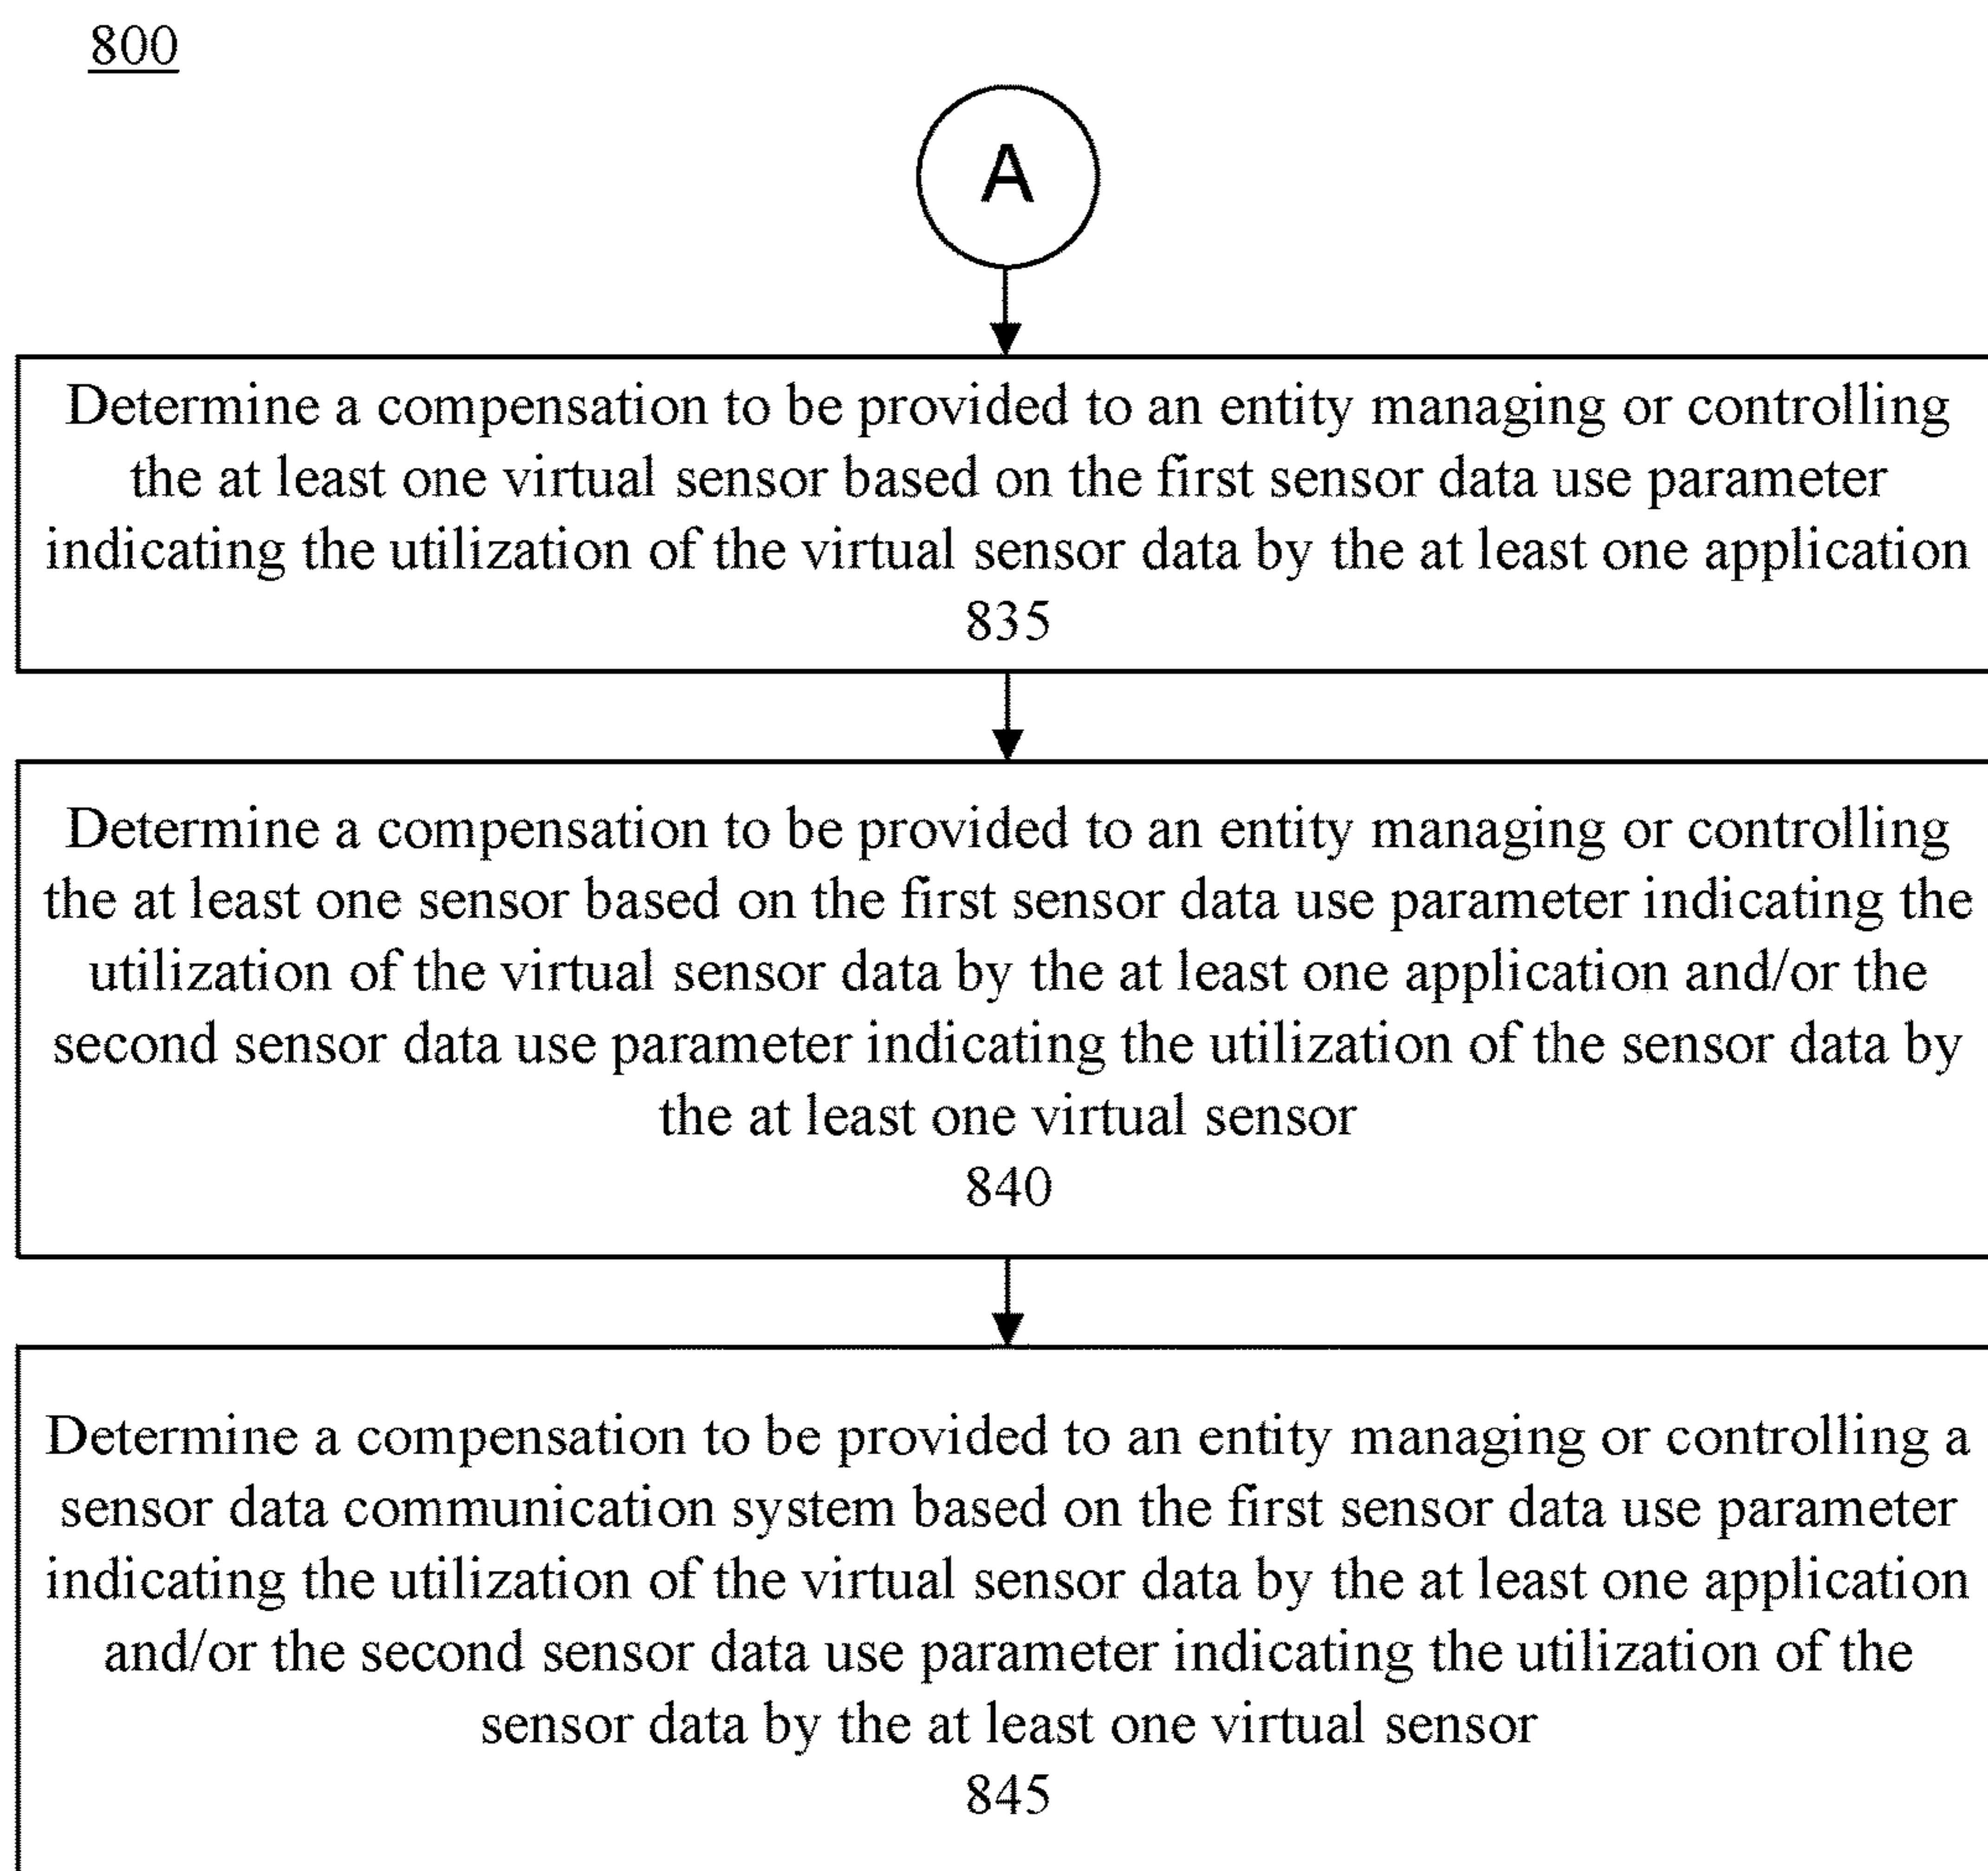 800
A
Determine a compensation to be provided to an entity managing or controlling
the at least one virtual sensor based on the first sensor data use parameter
indicating the utilization of the virtual sensor data by the at least one application
835
Determine a compensation to be provided to an entity managing or controlling
the at least one sensor based on the first sensor data use parameter indicating the
utilization of the virtual sensor data by the at least one application and/or the
second sensor data use parameter indicating the utilization of the sensor data by
the at least one virtual sensor
840
Determine a compensation to be provided to an entity managing or controlling a
sensor data communication system based on the first sensor data use parameter
indicating the utilization of the virtual sensor data by the at least one application
and/or the second sensor data use parameter indicating the utilization of the
sensor data by the at least one virtual sensor
845